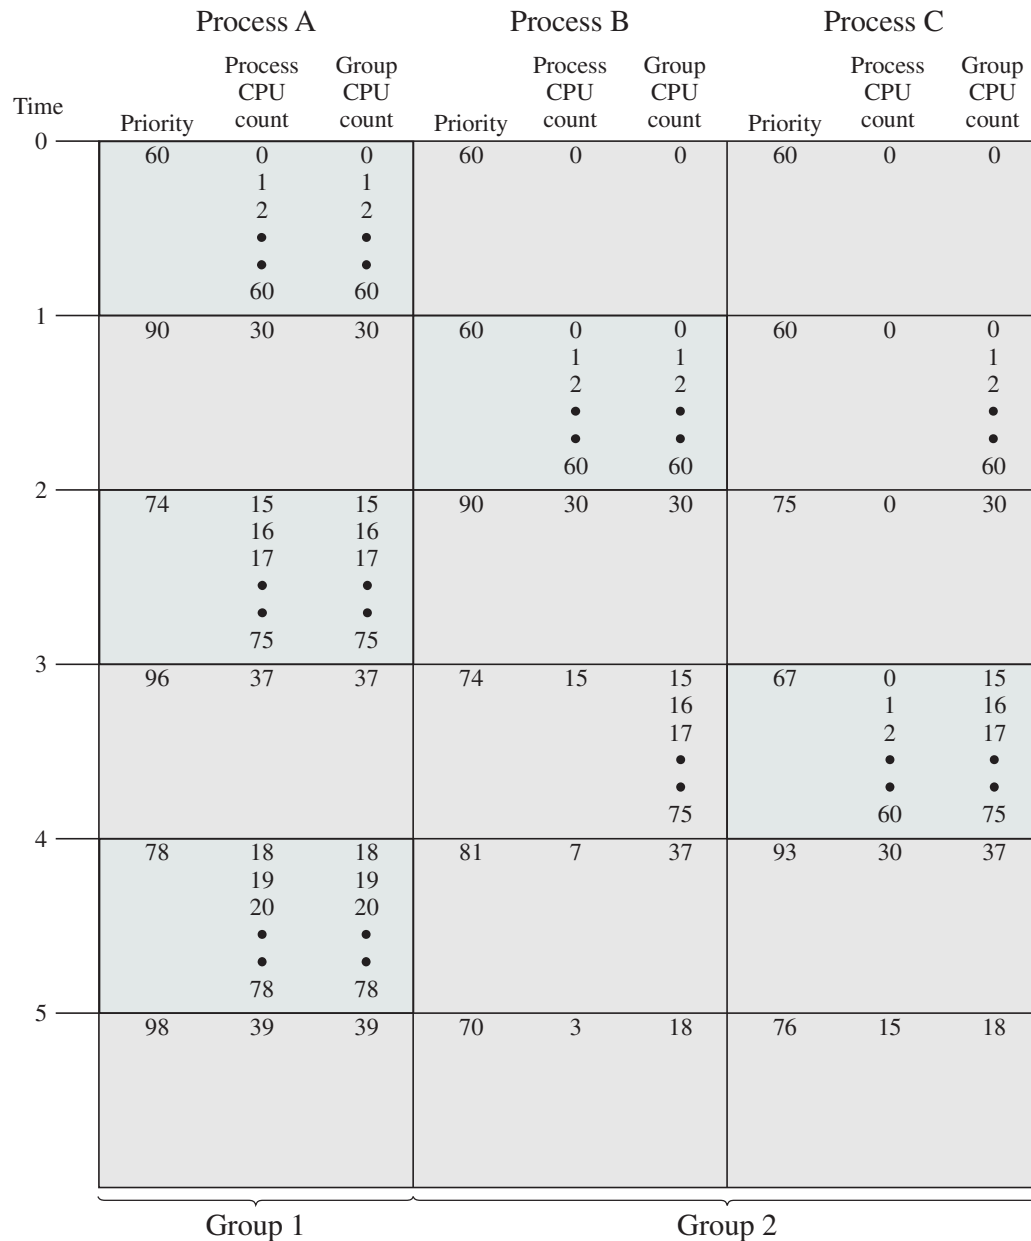 Process A Process B Process C
Process Group Process Group Process Group
CPU CPU CPU CPU CPU CPU
Time
Priority count count Priority count count Priority count count
0
60 0 0 60 0 0 60 0 0
1 1
2 2
• •
• •
60 60
1
90 30 30 60 0 0 60 0 0
1 1 1
2 2 2
• • •
• • •
60 60 60
2
74 15 15 90 30 30 75 0 30
16 16
17 17
• •
• •
75 75
3
96 37 37 74 15 15 67 0 15
16 1 16
17 2 17
• • •
• • •
75 60 75
4
78 18 18 81 7 37 93 30 37
19 19
20 20
• •
• •
78 78
5
98 39 39 70 3 18 76 15 18
Group 1 Group 2